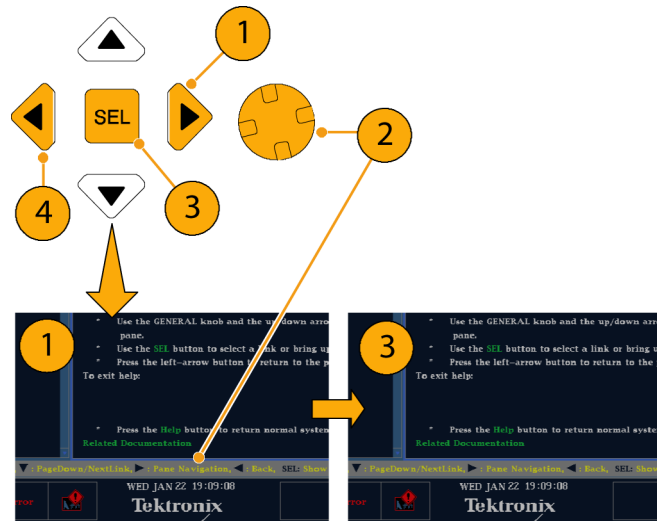 1
SEL
2
4
3
1
" Use the GENERAL knob and the up/down arro
pane.
" Use the SEL button to select a link or bring up
" Press the left-arrow button to return to the p
To exit help:
" Press the Help button to return normal system
Related Documentation
▼: PageDown/NextLink, ▶: Pane Navigation, ◀: Back, SEL: Show
WED JAN 22 19:09:08
rror
Tektronix
3
" Use the GENERAL knob and the up/down arr
pane.
" Use the SEL button to select a link or bring u
" Press the left-arrow button to return to the
To exit help:
" Press the Help button to return normal system
Related Documentation
▼: PageDown/NextLink, ▶: Pane Navigation, ◀: Back, SEL: Show
WED JAN 22 19:09:08
rror
Tektronix